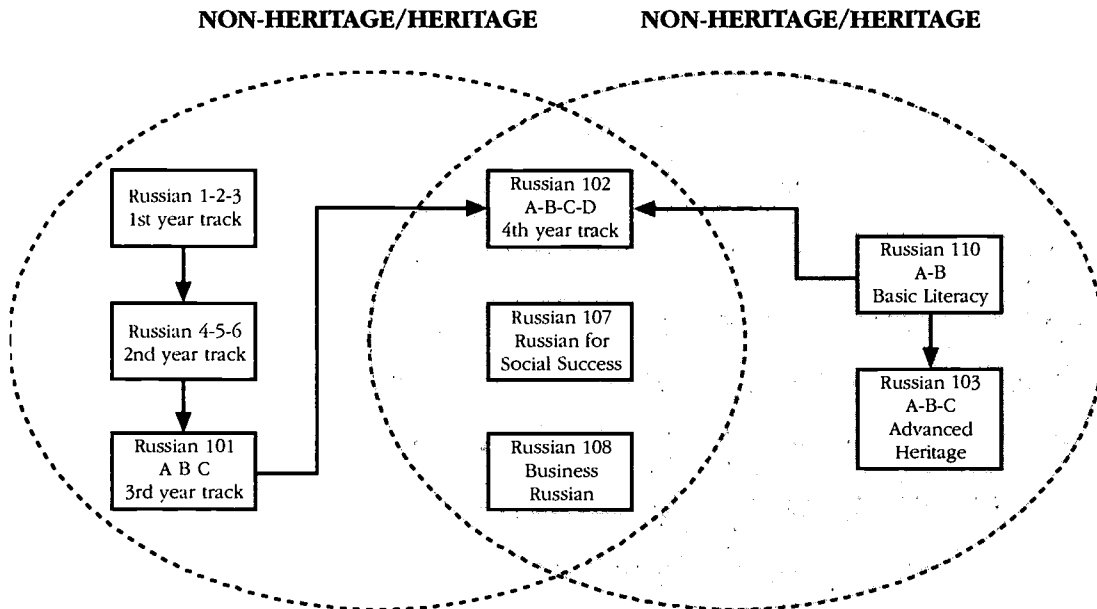 NON-HERITAGE/HERITAGE
NON-HERITAGE/HERITAGE
Russian 1-2-3
1st year track
Russian 4-5-6
2nd year track
Russian 101
A B C
3rd year track
Russian 102
A-B-C-D
4th year track
Russian 107
Russian for
Social Success
Russian 108
Business
Russian
Russian 110
A-B
Basic Literacy
Russian 103
A-B-C
Advanced
Heritage